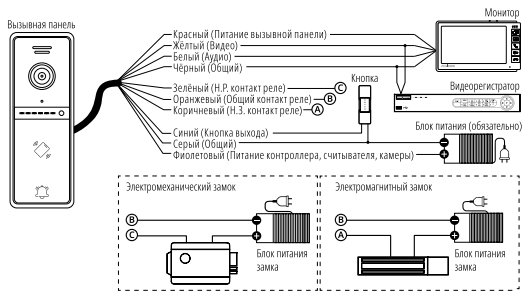 Вызывная панель
Монитор
Красный (Питание вызывной панели)
Жёлтый (Видео)
Белый (Аудио)
Чёрный (Общий)
Кнопка
Видеорегистратор
Зелёный (Н.Р. контакт реле) C
Оранжевый (Общий контакт реле) B
Коричневый (Н.З. контакт реле) A
Блок питания (обязательно)
Синий (Кнопка выхода)
Серый (Общий)
Фиолетовый (Питание контроллера, считывателя, камеры)
Электромеханический замок
B
C
Блок питания
замка
Электромагнитный замок
B
A
Блок питания
замка